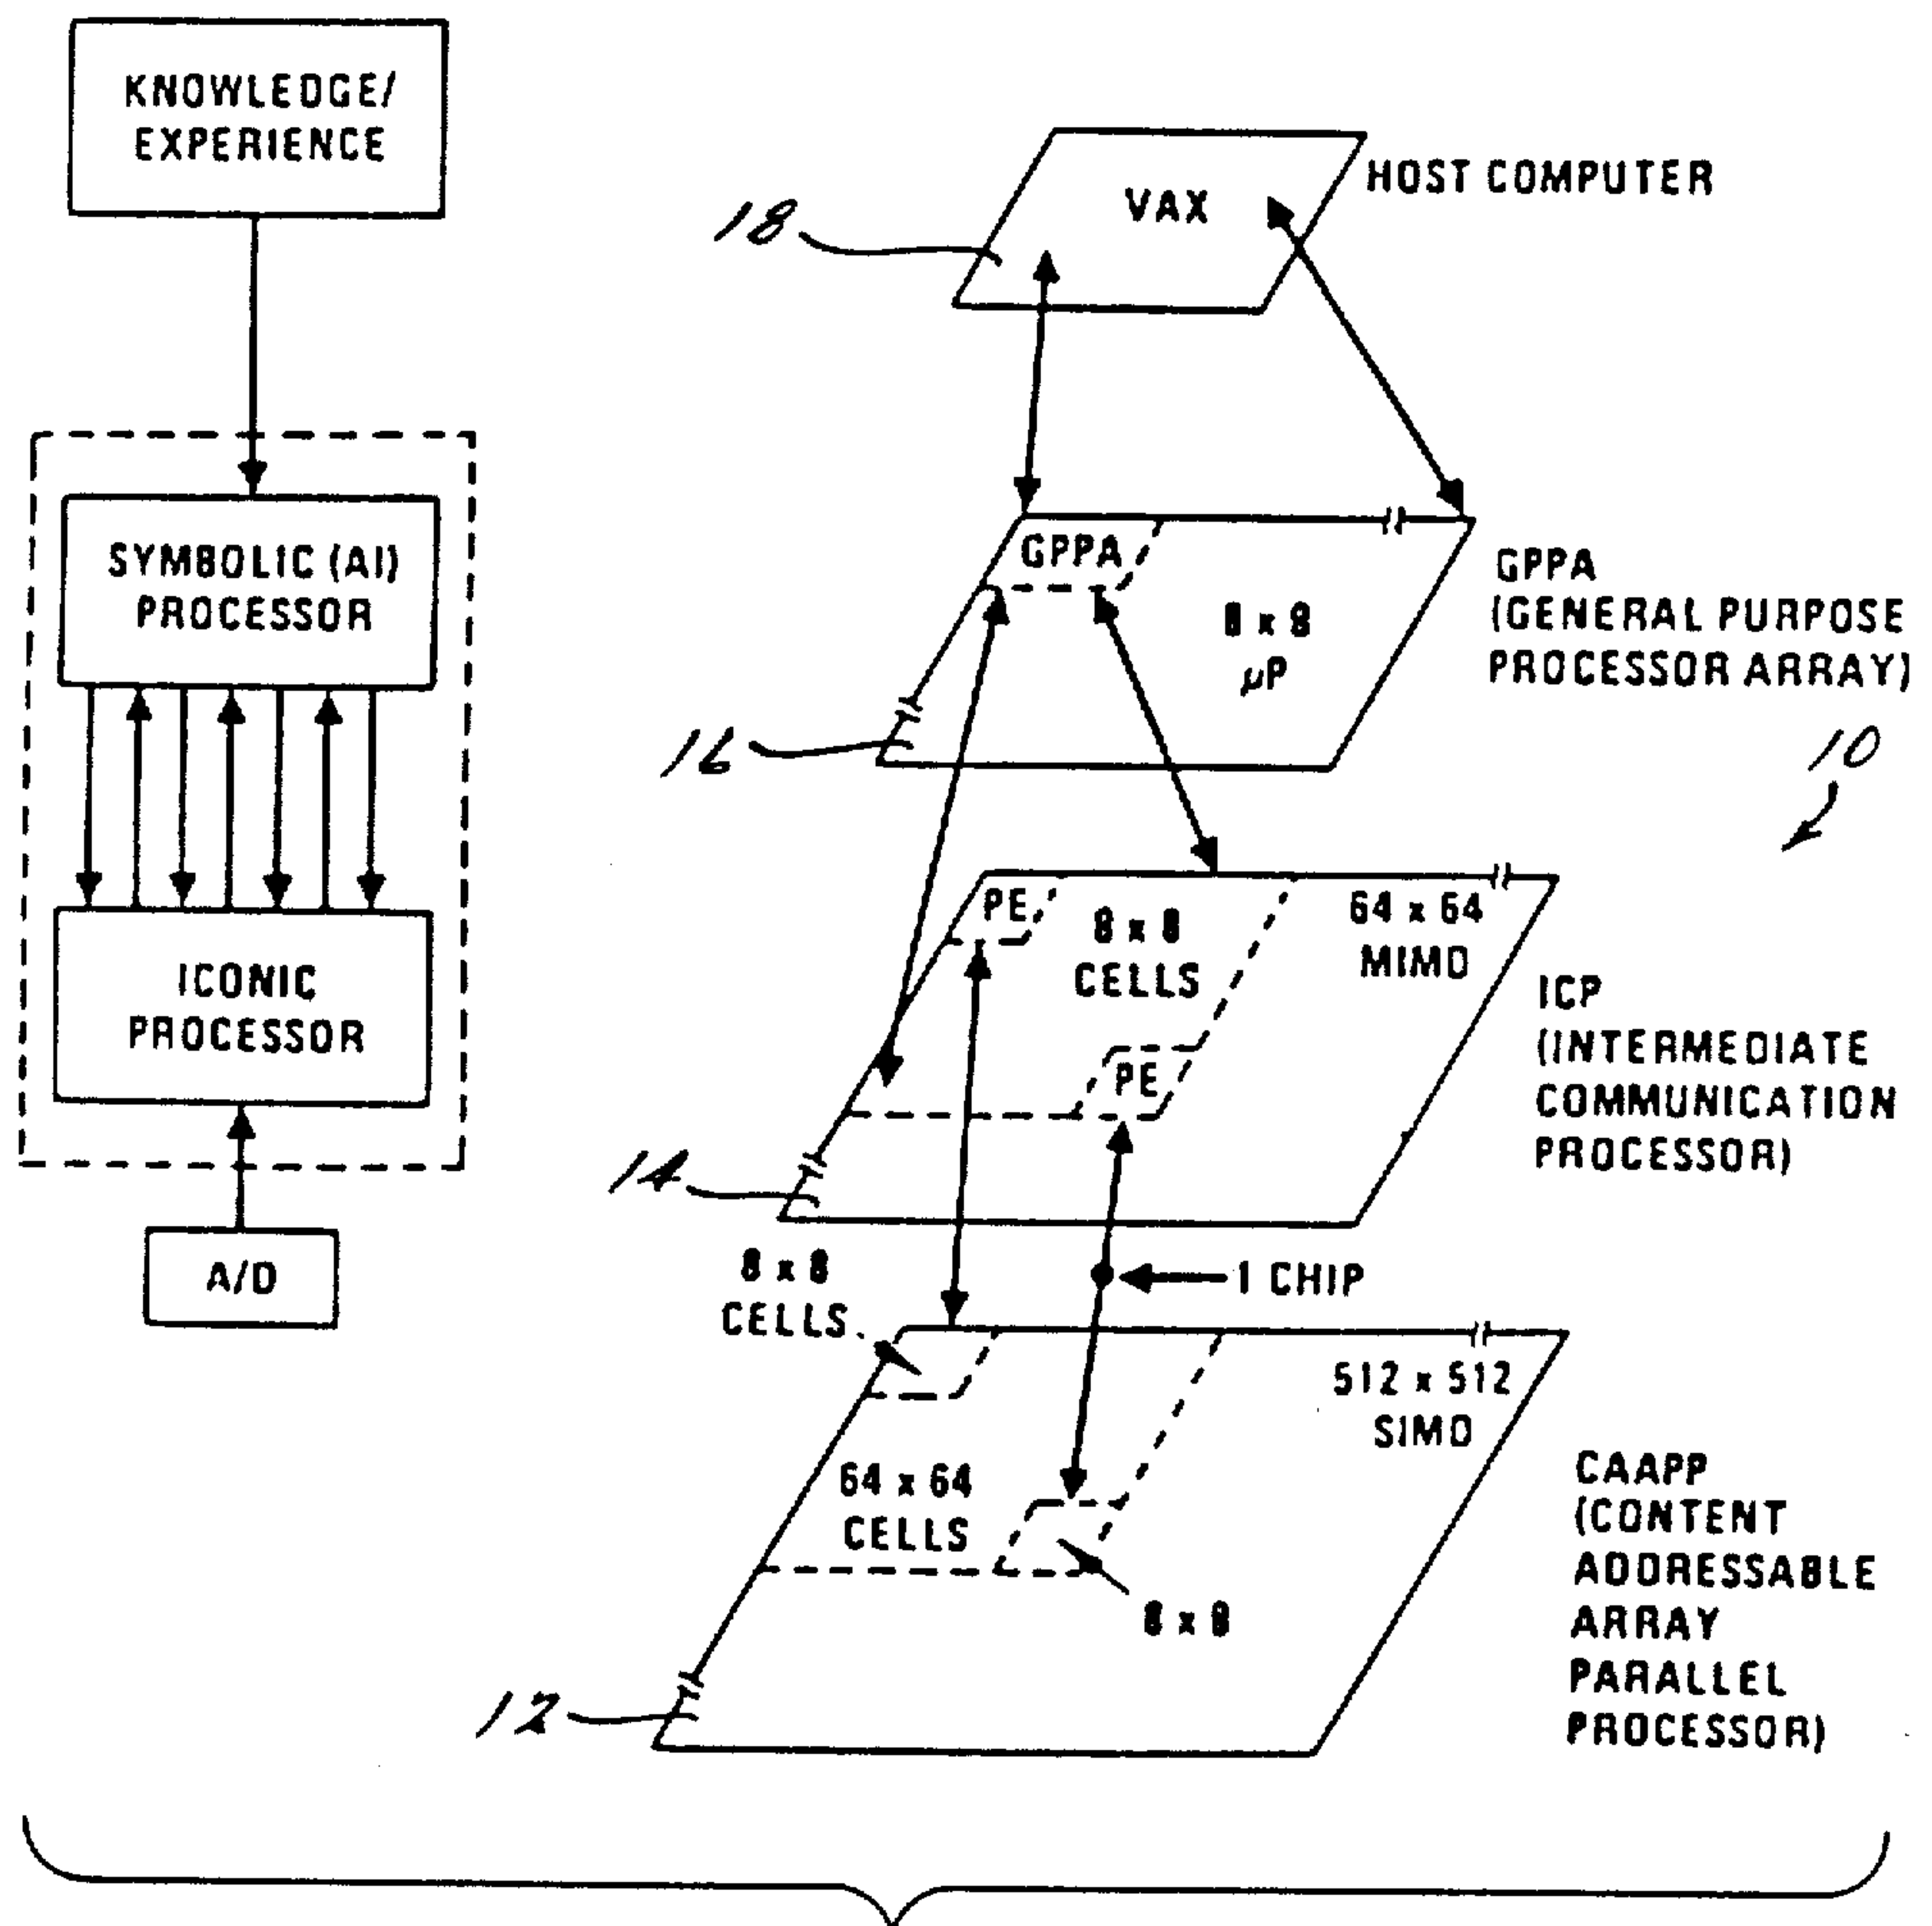 KNOWLEDGE/
EXPERIENCE
SYMBOLIC (AI)
PROCESSOR
ICONIC
PROCESSOR
A/D
VAX
HOST COMPUTER
18
GPPA
8 x 8
μP
GPPA
(GENERAL PURPOSE
PROCESSOR ARRAY)
16
10
PE
8 x 8
CELLS
64 x 64
MIMD
PE
ICP
(INTERMEDIATE
COMMUNICATION
PROCESSOR)
14
8 x 8
CELLS
1 CHIP
512 x 512
SIMD
64 x 64
CELLS
8 x 8
CAAPP
(CONTENT
ADDRESSABLE
ARRAY
PARALLEL
PROCESSOR)
12